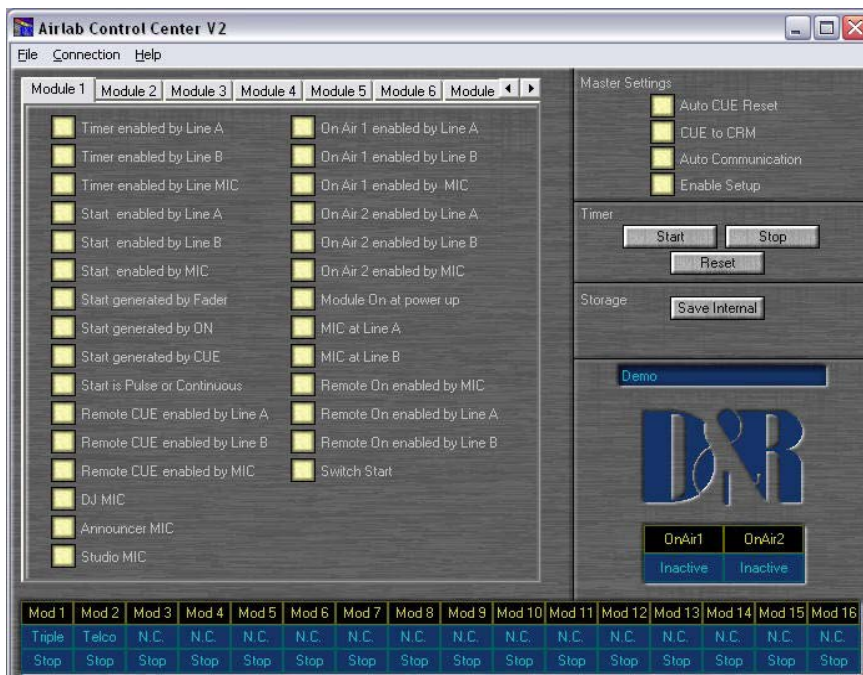 Airlab Control Center V2
File Connection Help
Module 1 Module 2 Module 3 Module 4 Module 5 Module 6 Module
Timer enabled by Line A
Timer enabled by Line B
Timer enabled by Line MIC
Start enabled by Line A
Start enabled by Line B
Start enabled by MIC
Start generated by Fader
Start generated by ON
Start generated by CUE
Start is Pulse or Continuous
Remote CUE enabled by Line A
Remote CUE enabled by Line B
Remote CUE enabled by MIC
DJ MIC
Announcer MIC
Studio MIC
On Air 1 enabled by Line A
On Air 1 enabled by Line B
On Air 1 enabled by MIC
On Air 2 enabled by Line A
On Air 2 enabled by Line B
On Air 2 enabled by MIC
Module On at power up
MIC at Line A
MIC at Line B
Remote On enabled by MIC
Remote On enabled by Line A
Remote On enabled by Line B
Switch Start
Master Settings
Auto CUE Reset
CUE to CRM
Auto Communication
Enable Setup
Timer
Start Stop
Reset
Storage
Save Internal
Demo
D&R
OnAir1 OnAir2
Inactive Inactive
Mod 1 Mod 2 Mod 3 Mod 4 Mod 5 Mod 6 Mod 7 Mod 8 Mod 9 Mod 10 Mod 11 Mod 12 Mod 13 Mod 14 Mod 15 Mod 16
Triple Telco N.C. N.C. N.C. N.C. N.C. N.C. N.C. N.C. N.C. N.C. N.C. N.C. N.C. N.C.
Stop Stop Stop Stop Stop Stop Stop Stop Stop Stop Stop Stop Stop Stop Stop Stop